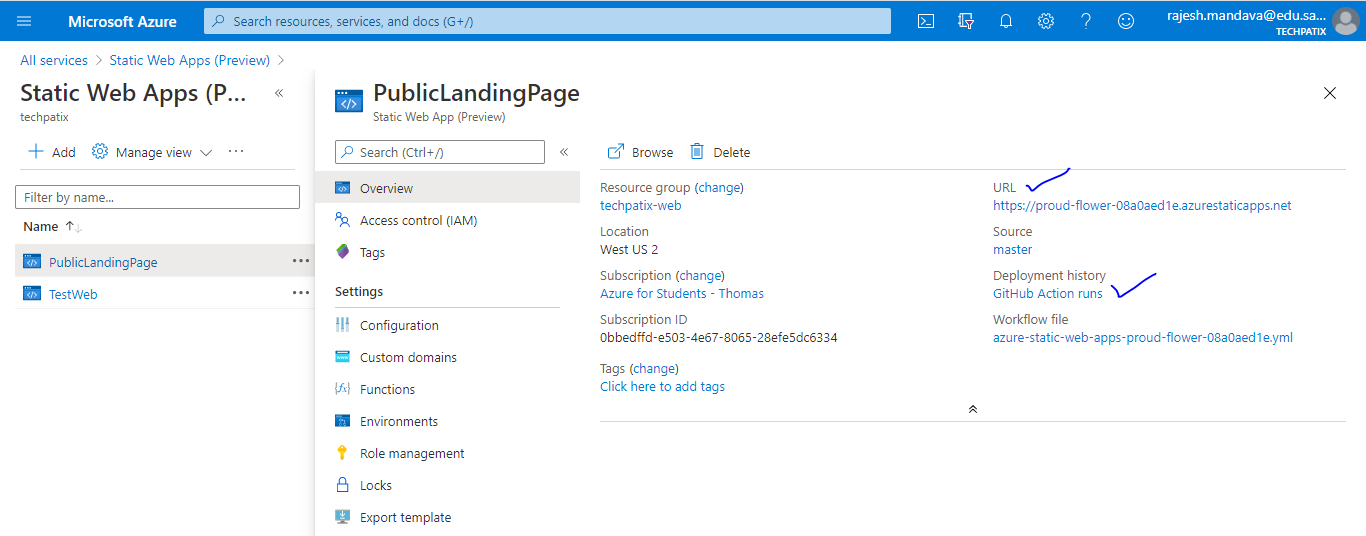 Microsoft Azure
Search resources, services, and docs (G+/)
rajesh.mandava@edu.sa...
TECHPATIX
All services > Static Web Apps (Preview) >
Static Web Apps (P... «
techpatix
+ Add Manage view ...
Filter by name...
Name ↑↓
PublicLandingPage ...
TestWeb ...
PublicLandingPage
Static Web App (Preview)
Search (Ctrl+/) «
Overview
Access control (IAM)
Tags
Settings
Configuration
Custom domains
Functions
Environments
Role management
Locks
Export template
Browse Delete
Resource group (change)
techpatix-web
Location
West US 2
Subscription (change)
Azure for Students - Thomas
Subscription ID
0bbedffd-e503-4e67-8065-28efe5dc6334
Tags (change)
Click here to add tags
URL
https://proud-flower-08a0aed1e.azurestaticapps.net
Source
master
Deployment history
GitHub Action runs
Workflow file
azure-static-web-apps-proud-flower-08a0aed1e.yml